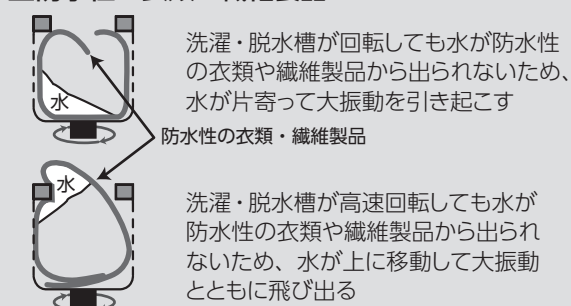 洗濯・脱水槽が回転しても水が防水性
の衣類や繊維製品から出られないため、
水が片寄って大振動を引き起こす
水
防水性の衣類・繊維製品
水
洗濯・脱水槽が高速回転しても水が
防水性の衣類や繊維製品から出られ
ないため、水が上に移動して大振動
とともに飛び出る